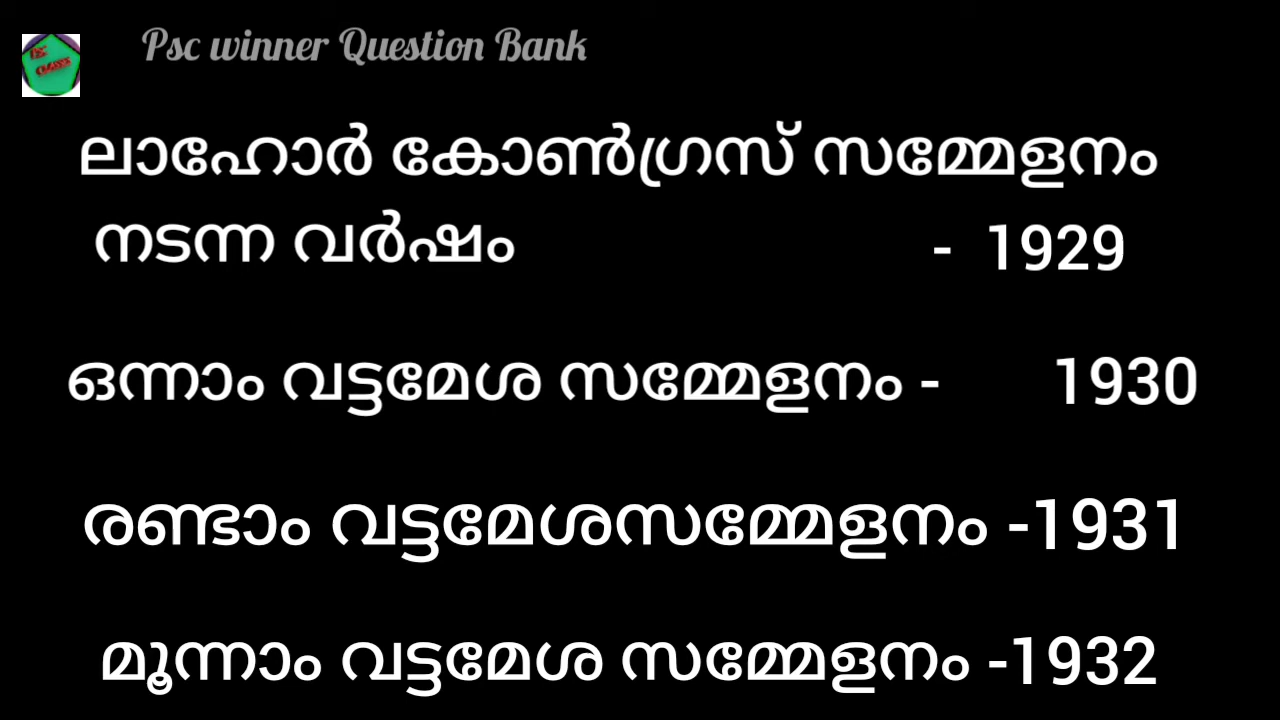 Psc winner Question Bank
ലാഹോർ കോൺഗ്രസ് സമ്മേളനം
നടന്ന വർഷം - 1929
ഒന്നാം വട്ടമേശ സമ്മേളനം - 1930
രണ്ടാം വട്ടമേശസമ്മേളനം -1931
മൂന്നാം വട്ടമേശ സമ്മേളനം -1932